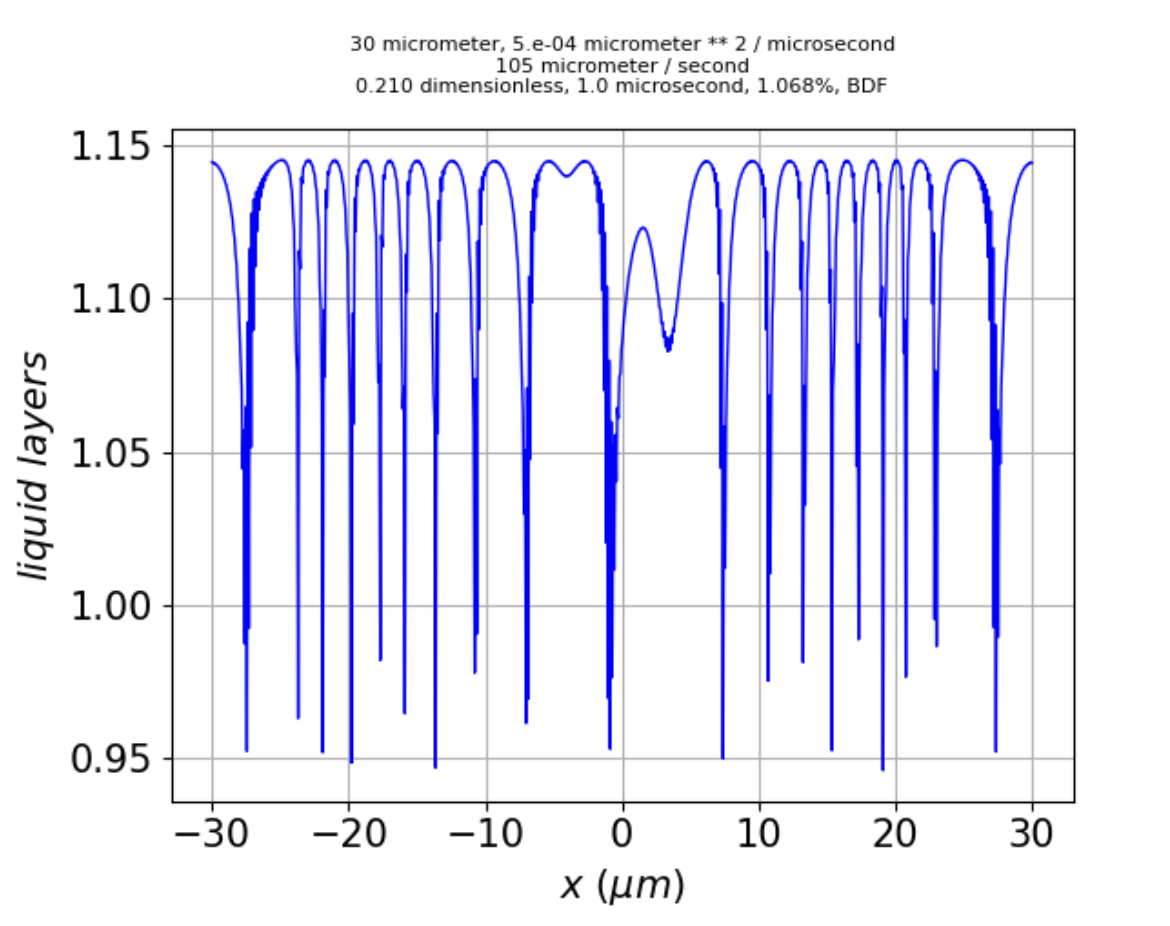 30 micrometer, 5.e-04 micrometer ** 2 / microsecond
105 micrometer / second
0.210 dimensionless, 1.0 microsecond, 1.068%, BDF
1.15
1.10
1.05
1.00
0.95
liquid layers
−30 −20 −10 0 10 20 30
x (μm)